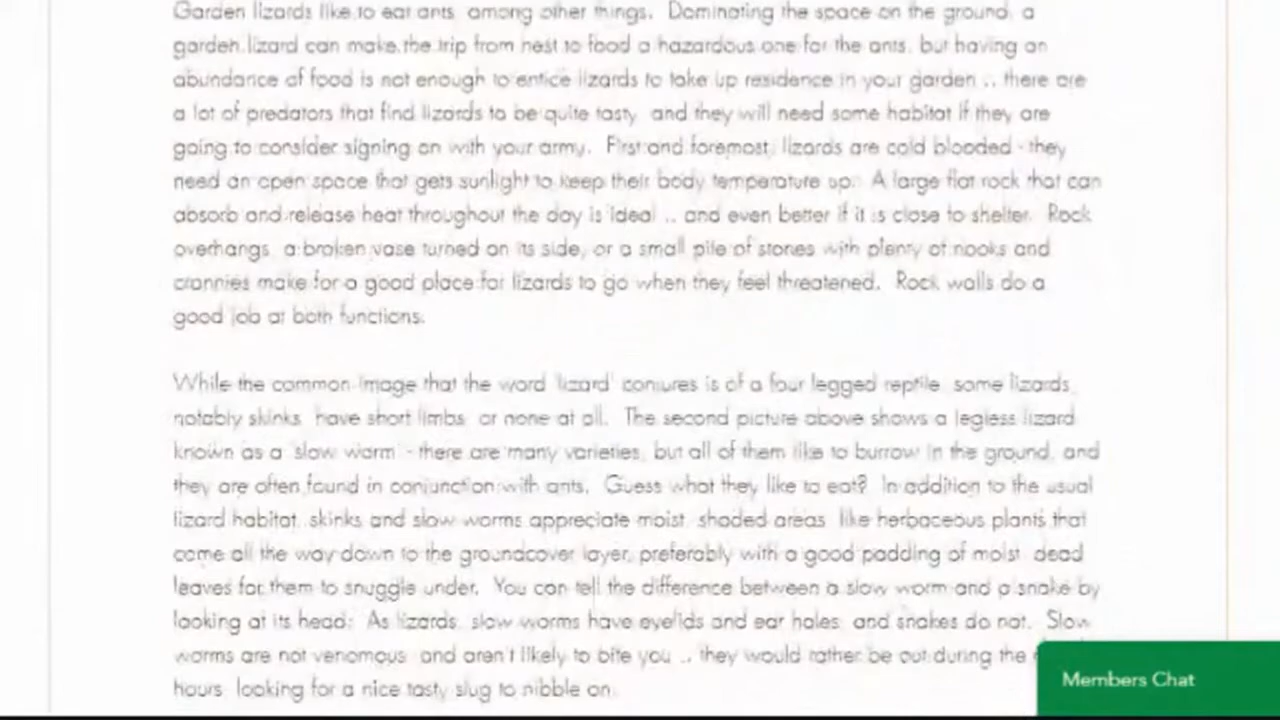 Garden lizards like to eat ants, among other things. Dominating the space on the ground, a
garden lizard can make the trip from nest to food a hazardous one for the ants, but having an
abundance of food is not enough to entice lizards to take up residence in your garden ... there are
a lot of predators that find lizards to be quite tasty, and they will need some habitat if they are
going to consider signing on with your army. First and foremost, lizards are cold blooded - they
need an open space that gets sunlight to keep their body temperature up. A large flat rock that can
absorb and release heat throughout the day is ideal ... and even better if it is close to shelter. Rock
overhangs, a broken vase turned on its side, or a small pile of stones with plenty of nooks and
crannies make for a good place for lizards to go when they feel threatened. Rock walls do a
good job at both functions.
While the common image that the word 'lizard' conjures is of a four legged reptile, some lizards,
notably skinks, have short limbs, or none at all. The second picture above shows a legless lizard
known as a 'slow worm' - there are many varieties, but all of them like to burrow in the ground, and
they are often found in conjunction with ants. Guess what they like to eat? In addition to the usual
lizard habitat, skinks and slow worms appreciate moist, shaded areas, like herbaceous plants that
come all the way down to the groundcover layer, preferably with a good padding of moist, dead
leaves for them to snuggle under. You can tell the difference between a slow worm and a snake by
looking at its head: As lizards, slow worms have eyelids and ear holes, and snakes do not. Slow
worms are not venomous, and aren't likely to bite you ... they would rather be out during the
hours, looking for a nice tasty slug to nibble on.
Members Chat